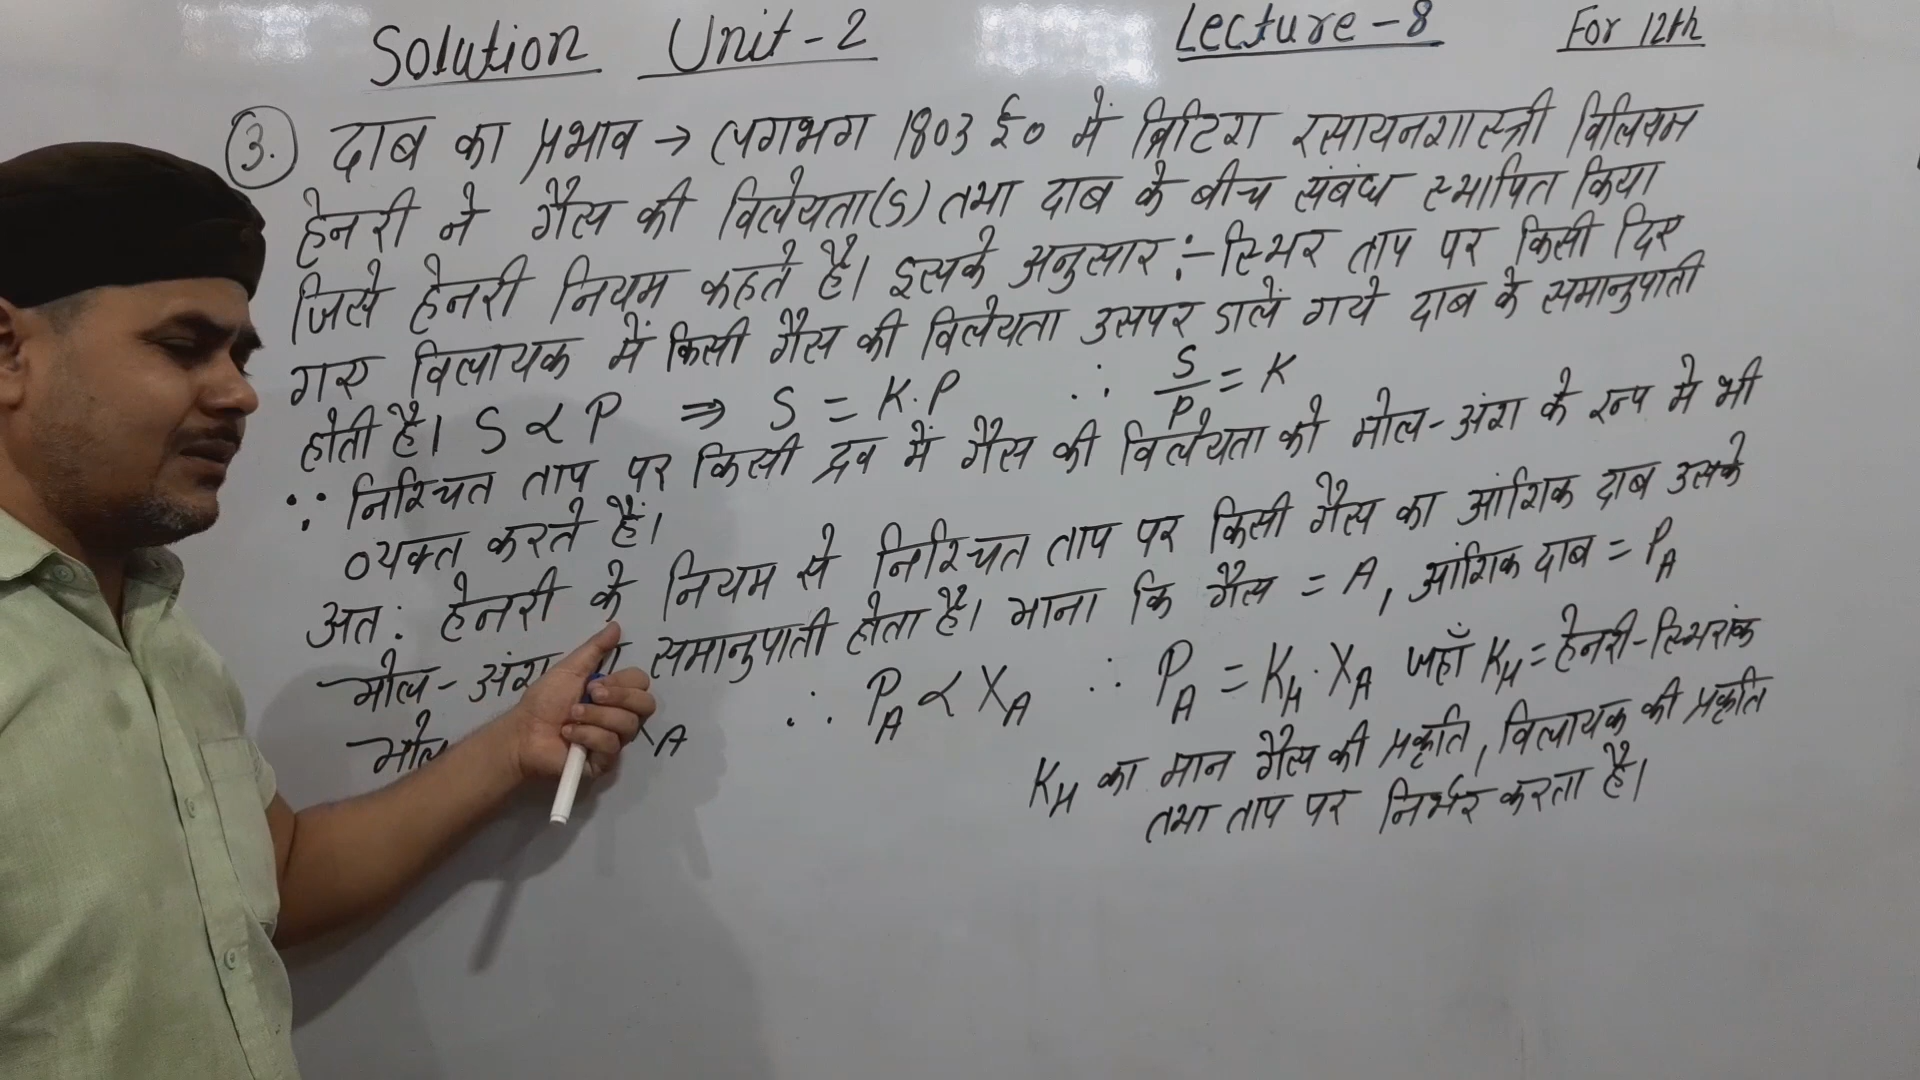 Solution Unit-2 Lecture-8 For 12th
3. दाब का प्रभाव → लगभग 1803 ई० में ब्रिटिश रसायनशास्त्री विलियम
हेनरी ने गैस की विलेयता(S) तथा दाब के बीच संबंध स्थापित किया
जिसे हेनरी नियम कहते है। इसके अनुसार :- स्थिर ताप पर किसी दिए
गए विलायक में किसी गैस की विलेयता उसपर डालें गये दाब के समानुपाती
होती है। S ∝ P ⇒ S = K.P ∴ S/P = K
∵ निश्चित ताप पर किसी द्रव में गैस की विलेयता को मोल-अंश के रूप मे भी
व्यक्त करते हैं।
अत: हेनरी के नियम से निश्चित ताप पर किसी गैस का आंशिक दाब उसके
मोल-अंश समानुपाती होता है। माना कि गैस = A, आंशिक दाब = P_A
मोल X_A ∴ P_A ∝ X_A ∴ P_A = K_H . X_A जहाँ K_H = हेनरी-स्थिरांक
K_H का मान गैस की प्रकृति, विलायक की प्रकृति
तथा ताप पर निर्भर करता है।